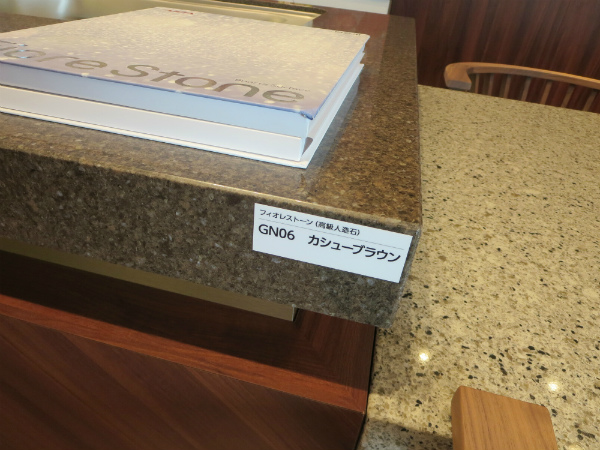 Fiore Stone
フィオレストーン (高級人造石)
GN06 カシューブラウン